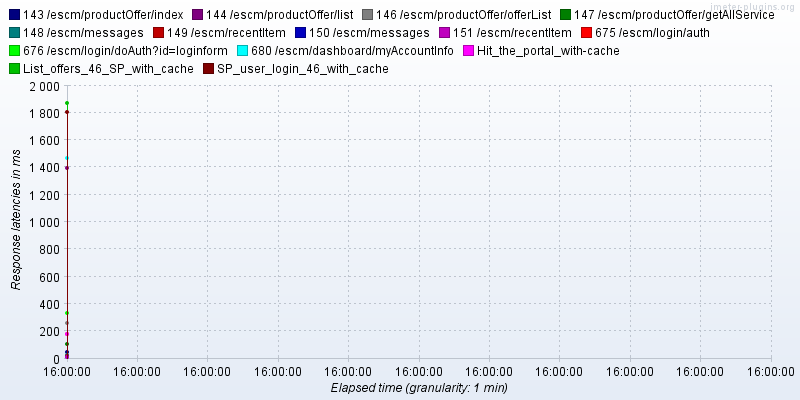 jmeter-plugins.org
143 /escm/productOffer/index 144 /escm/productOffer/list 146 /escm/productOffer/offerList 147 /escm/productOffer/getAllService
148 /escm/messages 149 /escm/recentItem 150 /escm/messages 151 /escm/recentItem 675 /escm/login/auth
676 /escm/login/doAuth?id=loginform 680 /escm/dashboard/myAccountInfo Hit_the_portal_with-cache
List_offers_46_SP_with_cache SP_user_login_46_with_cache
2 000
1 800
1 600
1 400
1 200
1 000
800
600
400
200
0
Response latencies in ms
16:00:00 16:00:00 16:00:00 16:00:00 16:00:00 16:00:00 16:00:00 16:00:00 16:00:00 16:00:00 16:00:00
Elapsed time (granularity: 1 min)